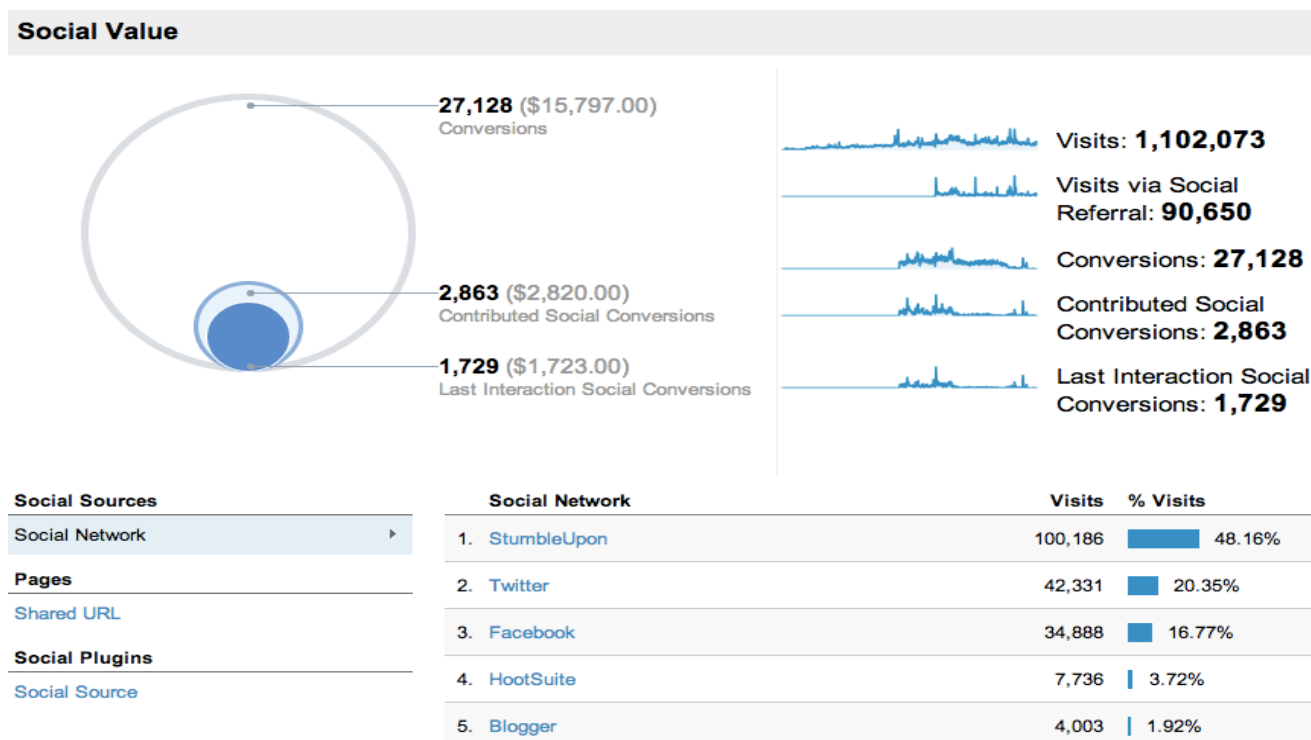 Social Value
27,128 ($15,797.00)
Conversions
2,863 ($2,820.00)
Contributed Social Conversions
1,729 ($1,723.00)
Last Interaction Social Conversions
Visits: 1,102,073
Visits via Social
Referral: 90,650
Conversions: 27,128
Contributed Social
Conversions: 2,863
Last Interaction Social
Conversions: 1,729
Social Sources
Social Network
Pages
Shared URL
Social Plugins
Social Source
Social Network Visits % Visits
1. StumbleUpon 100,186 48.16%
2. Twitter 42,331 20.35%
3. Facebook 34,888 16.77%
4. HootSuite 7,736 3.72%
5. Blogger 4,003 1.92%